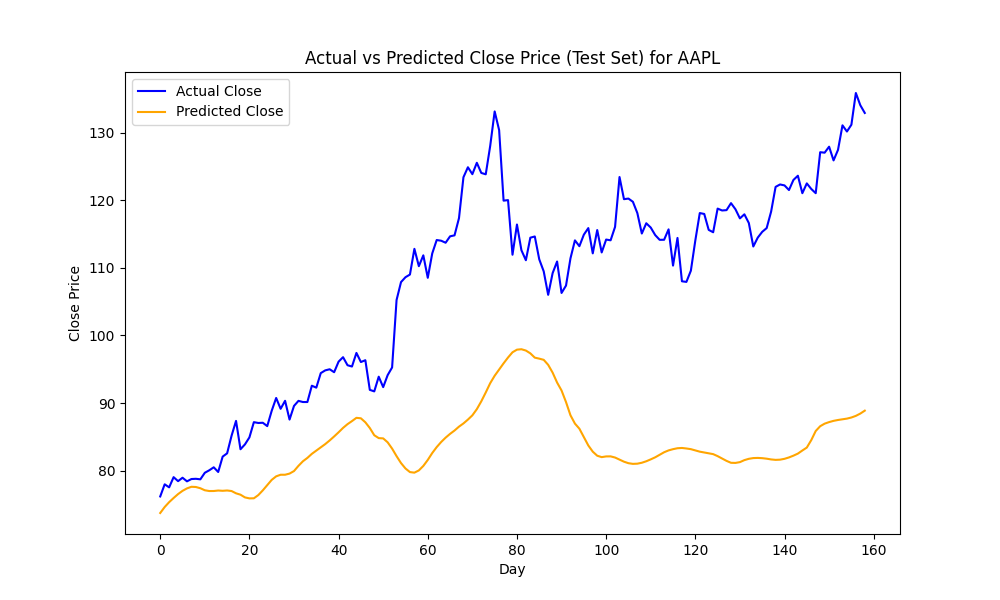 Actual vs Predicted Close Price (Test Set) for AAPL
Actual Close
Predicted Close
130
120
110
100
90
80
Close Price
0 20 40 60 80 100 120 140 160
Day